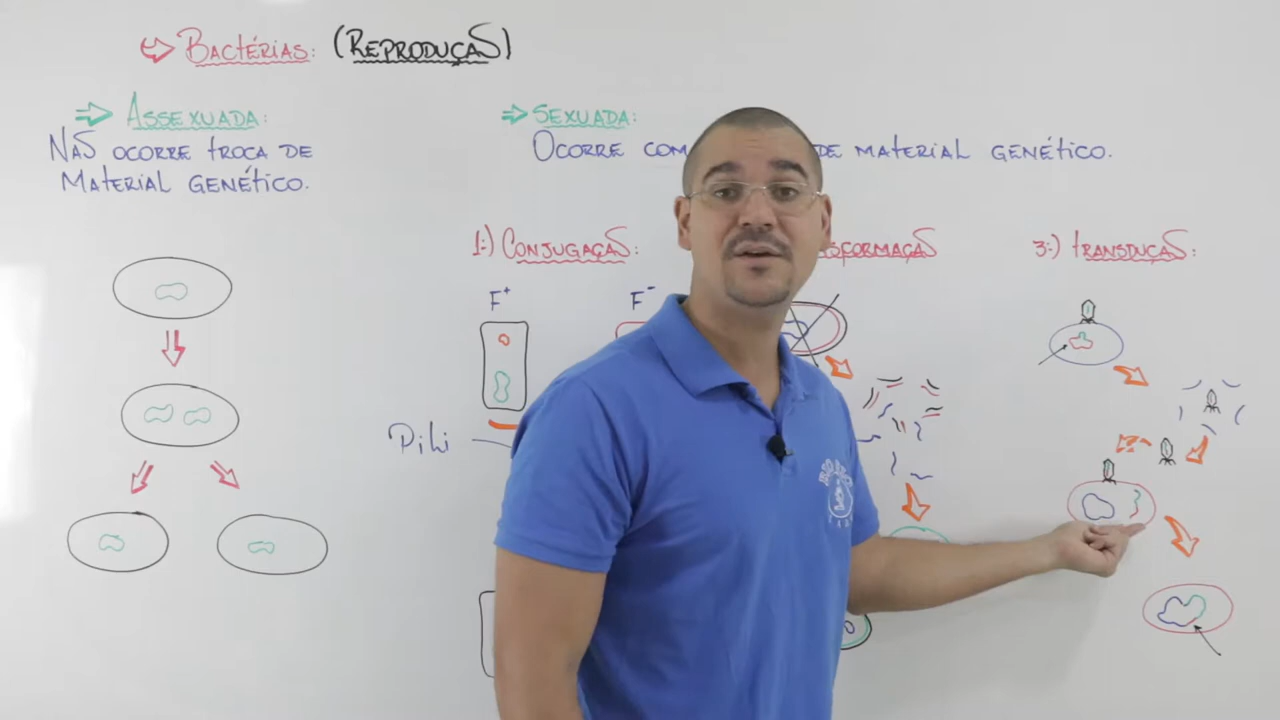 BACTÉRIAS: (REPRODUÇÃO)
ASSEXUADA:
NÃO OCORRE TROCA DE
MATERIAL GENÉTICO.
SEXUADA:
OCORRE COM DE MATERIAL GENÉTICO.
1:) CONJUGAÇÃO:
F+
F-
Pili
SFORMAÇÃO
3:) TRANSDUÇÃO: